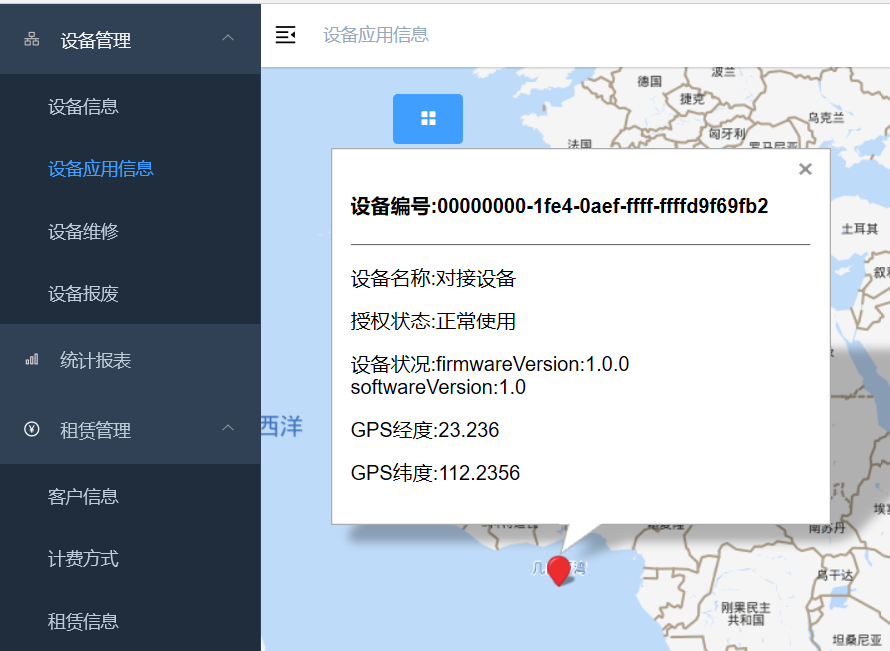 设备管理
设备信息
设备应用信息
设备维修
设备报废
统计报表
租赁管理
客户信息
计费方式
租赁信息
设备应用信息
德国
波兰
捷克
乌克兰
匈牙利
法国
罗马尼亚
设备编号:00000000-1fe4-0aef-ffff-ffffd9f69fb2
土耳其
设备名称:对接设备
授权状态:正常使用
设备状况:firmwareVersion:1.0.0
softwareVersion:1.0
GPS经度:23.236
西洋
GPS纬度:112.2356
南苏丹
乌干达
刚果民主
共和国
坦桑尼亚